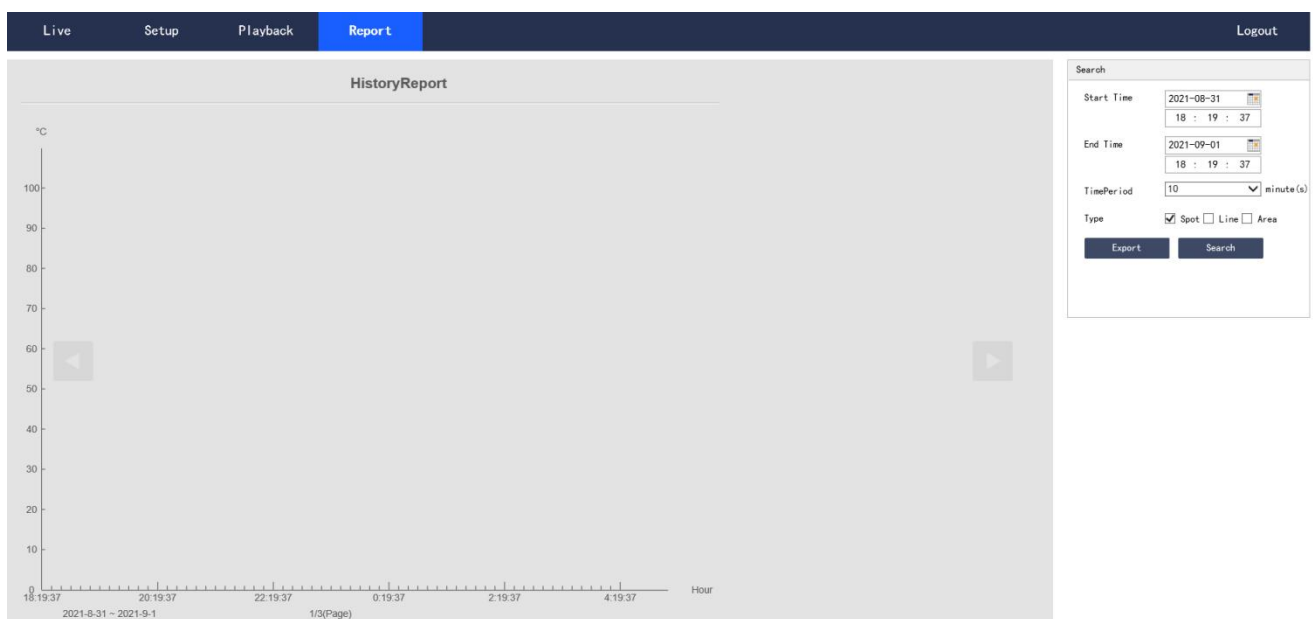 Live Setup Playback Report Logout
HistoryReport
°C
100
90
80
70
60
50
40
30
20
10
0
18:19:37 20:19:37 22:19:37 0:19:37 2:19:37 4:19:37 Hour
2021-8-31 ~ 2021-9-1 1/3(Page)
Search
Start Time 2021-08-31
18 : 19 : 37
End Time 2021-09-01
18 : 19 : 37
TimePeriod 10 minute(s)
Type Spot Line Area
Export Search